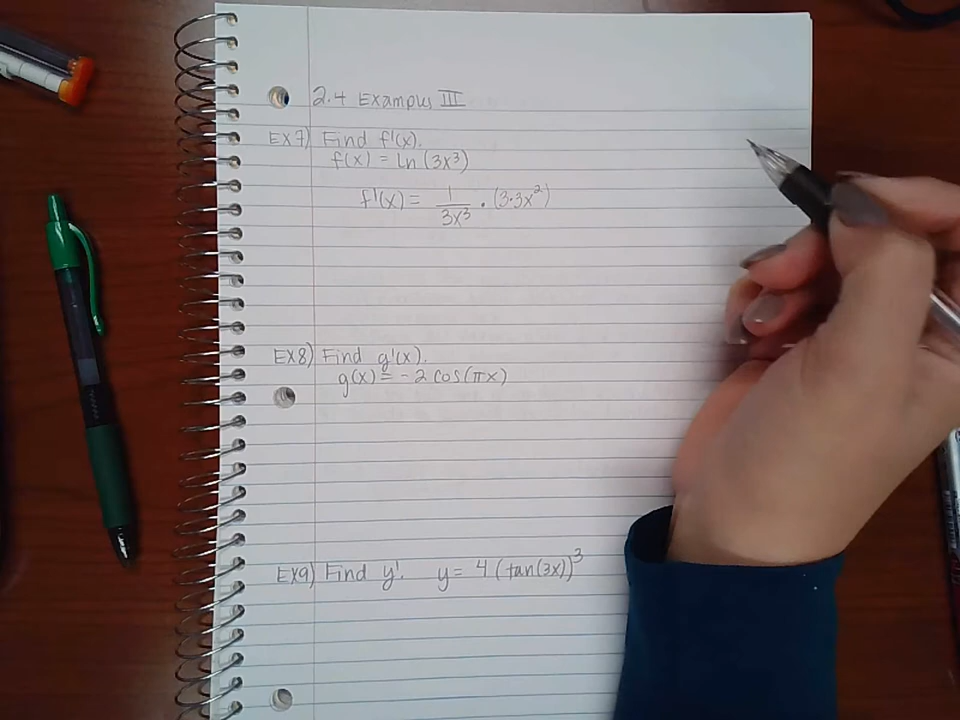 2.4 Examples III
EX7) Find f'(x).
f(x) = ln (3x³)
f'(x) = 1/3x³ · (3·3x²)
EX8) Find g'(x).
g(x) = -2 cos(πx)
EX9) Find y'. y = 4 (tan(3x))³